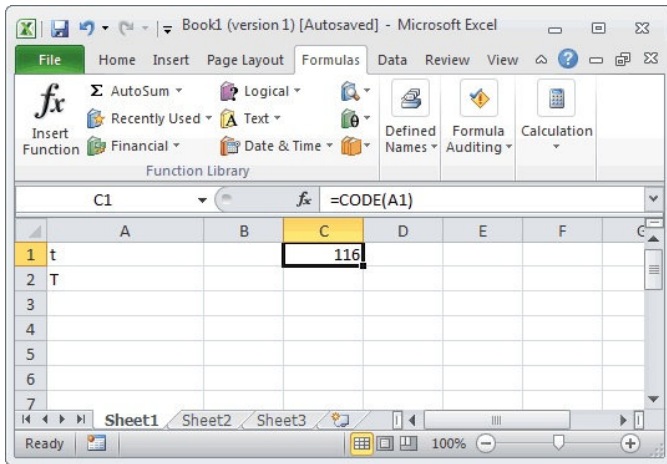 Book1 (version 1) [Autosaved] - Microsoft Excel
File Home Insert Page Layout Formulas Data Review View
fx Insert Function
Σ AutoSum
Recently Used
Financial
Logical
A Text
Date & Time
Function Library
Defined Names
Formula Auditing
Calculation
C1 fx =CODE(A1)
A B C D E F G
1 t 116
2 T
3
4
5
6
7
Sheet1 Sheet2 Sheet3
Ready 100%